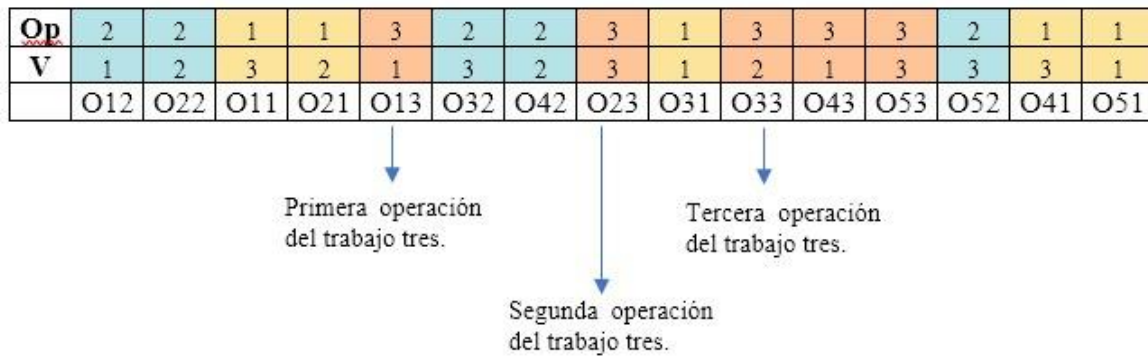 Op 2 2 1 1 3 2 2 3 1 3 3 3 2 1 1
V 1 2 3 2 1 3 2 3 1 2 1 3 3 3 1
O12 O22 O11 O21 O13 O32 O42 O23 O31 O33 O43 O53 O52 O41 O51
Primera operación
del trabajo tres.
Tercera operación
del trabajo tres.
Segunda operación
del trabajo tres.